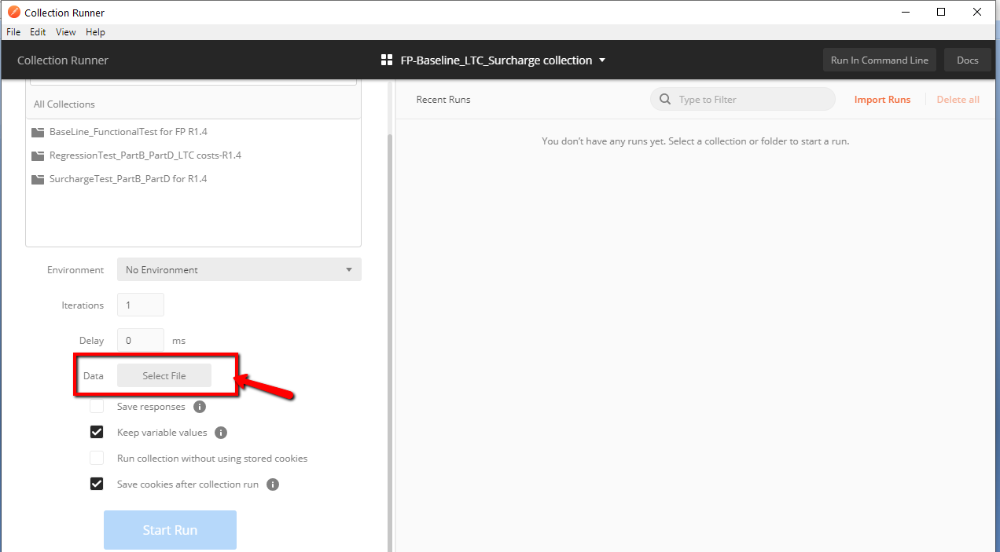 Collection Runner
File Edit View Help
Collection Runner
FP-Baseline_LTC_Surcharge collection
Run In Command Line
Docs
All Collections
BaseLine_FunctionalTest for FP R1.4
RegressionTest_PartB_PartD_LTC costs-R1.4
SurchargeTest_PartB_PartD for R1.4
Environment No Environment
Iterations 1
Delay 0 ms
Data Select File
Save responses
Keep variable values
Run collection without using stored cookies
Save cookies after collection run
Start Run
Recent Runs
Type to Filter
Import Runs
Delete all
You don't have any runs yet. Select a collection or folder to start a run.